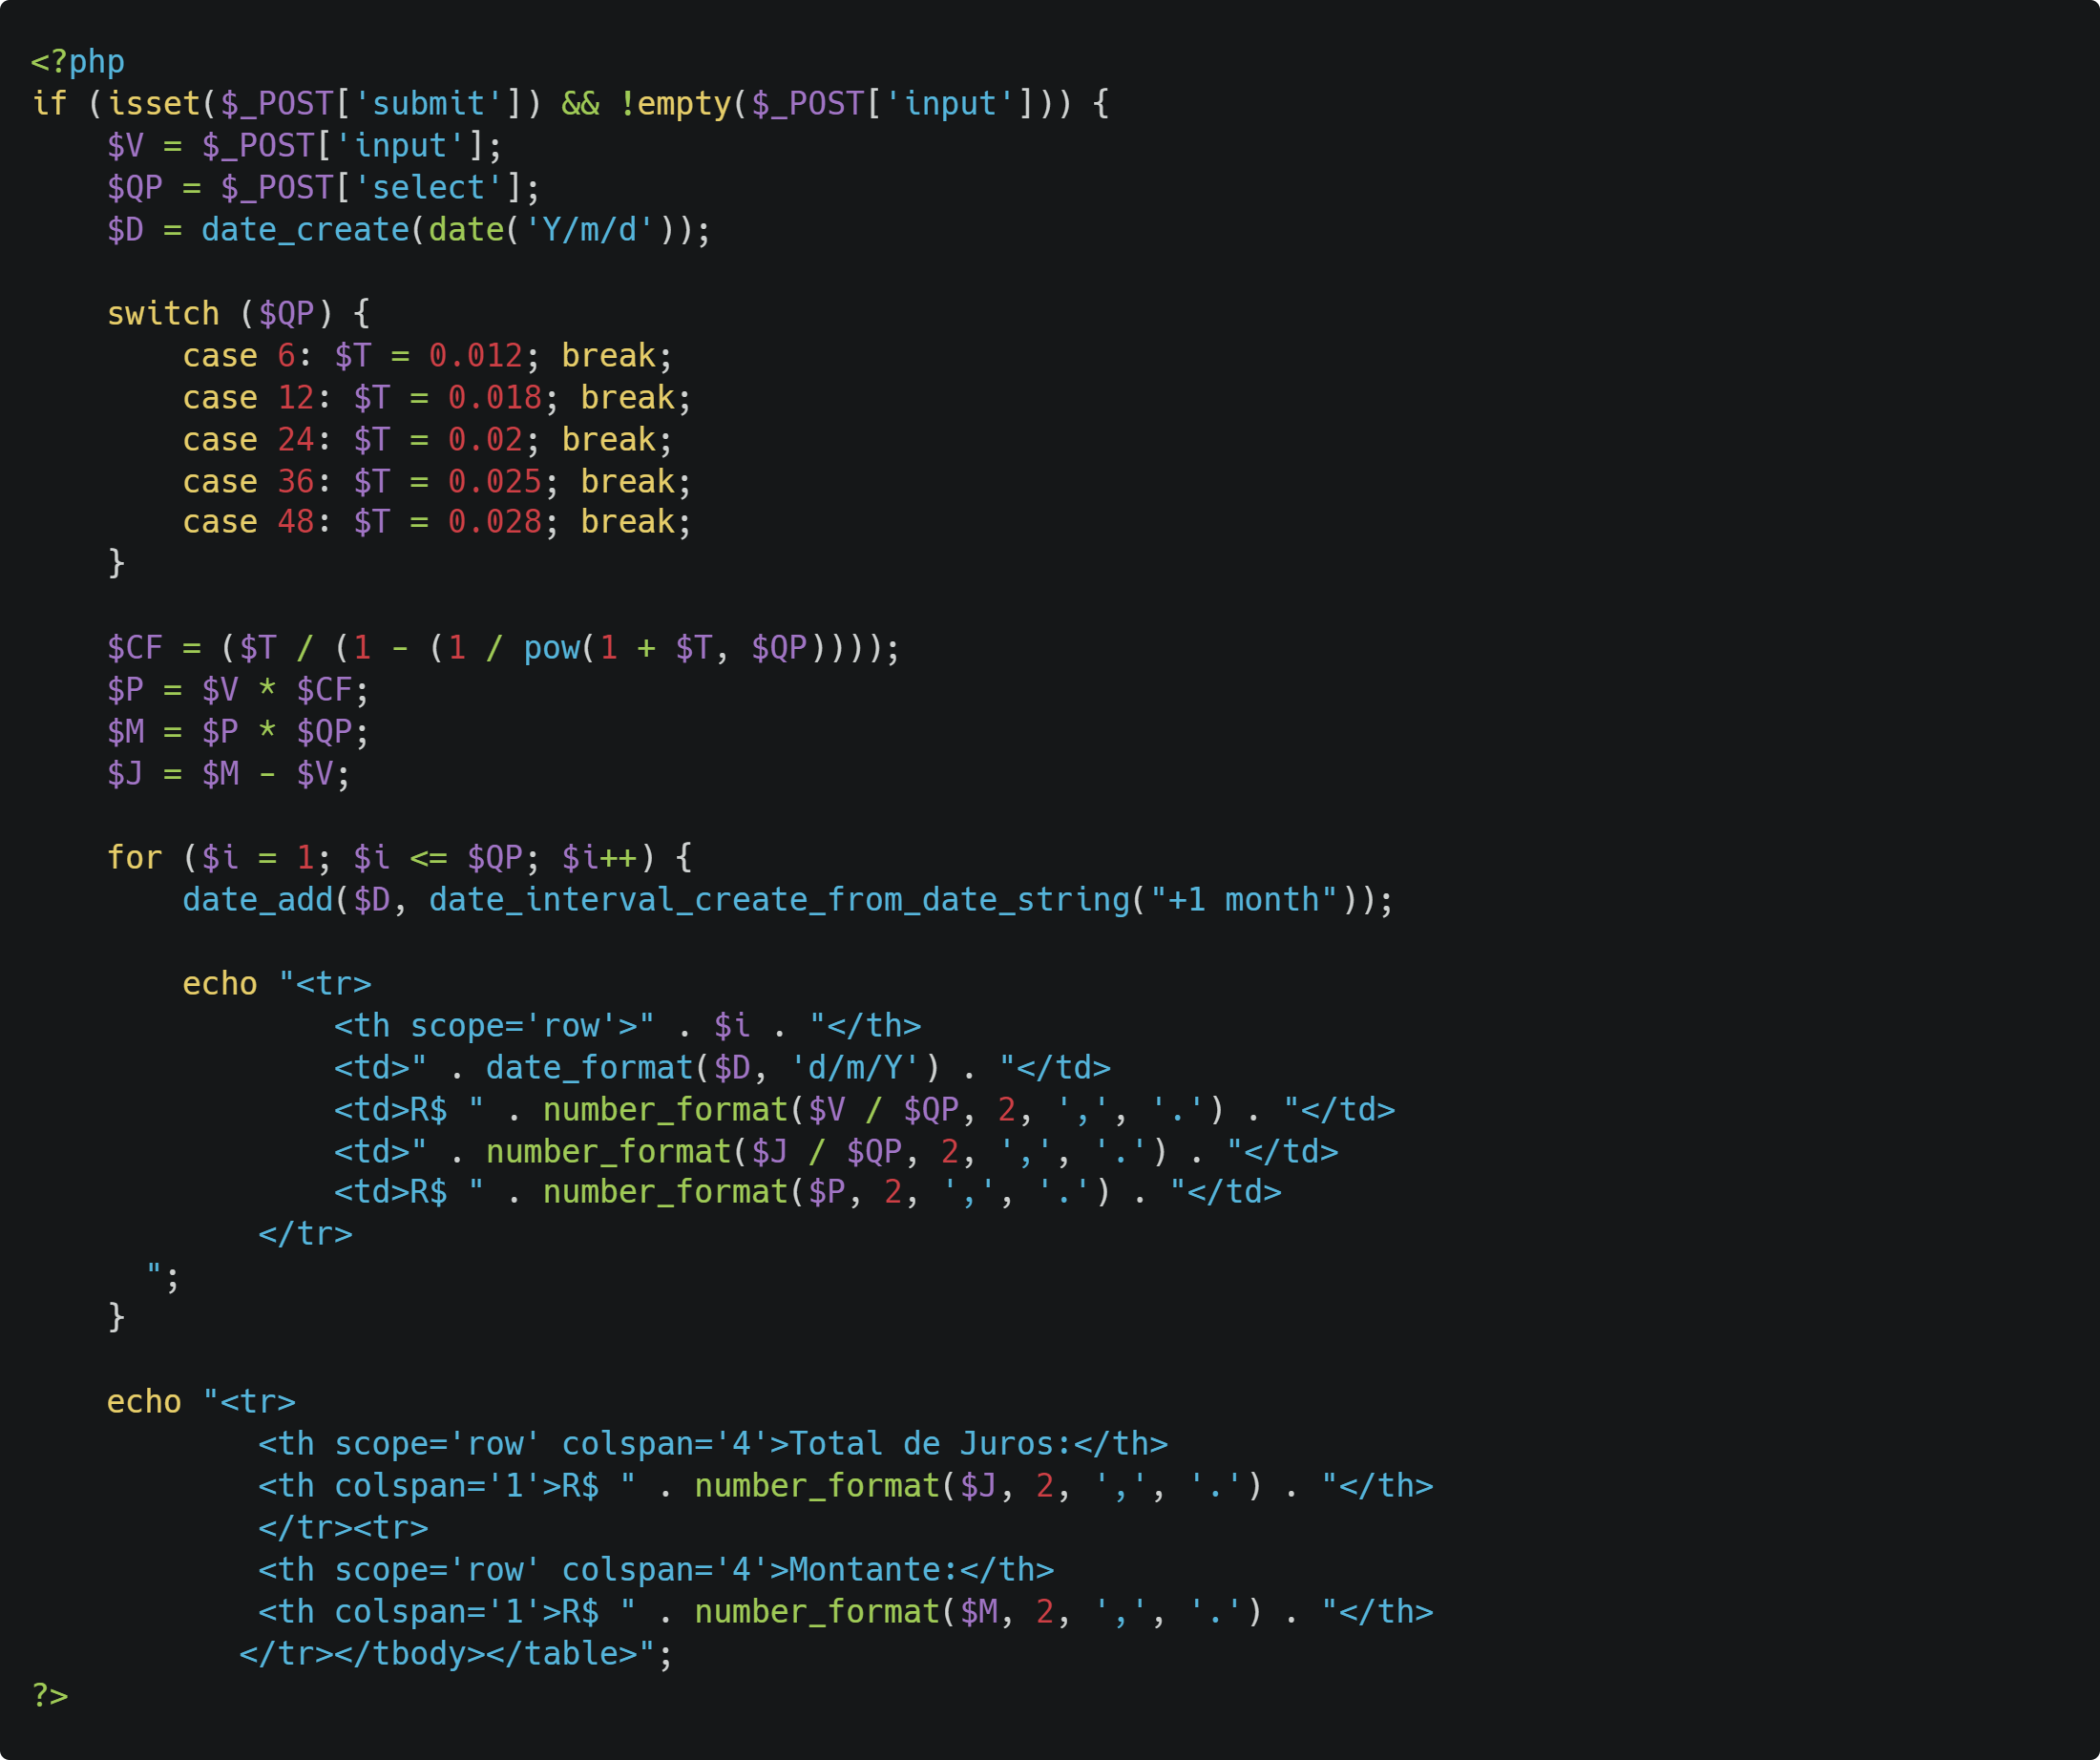 <?php
if (isset($_POST['submit']) && !empty($_POST['input'])) {
    $V = $_POST['input'];
    $QP = $_POST['select'];
    $D = date_create(date('Y/m/d'));

    switch ($QP) {
        case 6: $T = 0.012; break;
        case 12: $T = 0.018; break;
        case 24: $T = 0.02; break;
        case 36: $T = 0.025; break;
        case 48: $T = 0.028; break;
    }

    $CF = ($T / (1 - (1 / pow(1 + $T, $QP))));
    $P = $V * $CF;
    $M = $P * $QP;
    $J = $M - $V;

    for ($i = 1; $i <= $QP; $i++) {
        date_add($D, date_interval_create_from_date_string("+1 month"));

        echo "<tr>
                <th scope='row'>" . $i . "</th>
                <td>" . date_format($D, 'd/m/Y') . "</td>
                <td>R$ " . number_format($V / $QP, 2, ',', '.') . "</td>
                <td>" . number_format($J / $QP, 2, ',', '.') . "</td>
                <td>R$ " . number_format($P, 2, ',', '.') . "</td>
            </tr>
      ";
    }

    echo "<tr>
            <th scope='row' colspan='4'>Total de Juros:</th>
            <th colspan='1'>R$ " . number_format($J, 2, ',', '.') . "</th>
            </tr><tr>
            <th scope='row' colspan='4'>Montante:</th>
            <th colspan='1'>R$ " . number_format($M, 2, ',', '.') . "</th>
           </tr></tbody></table>";
?>